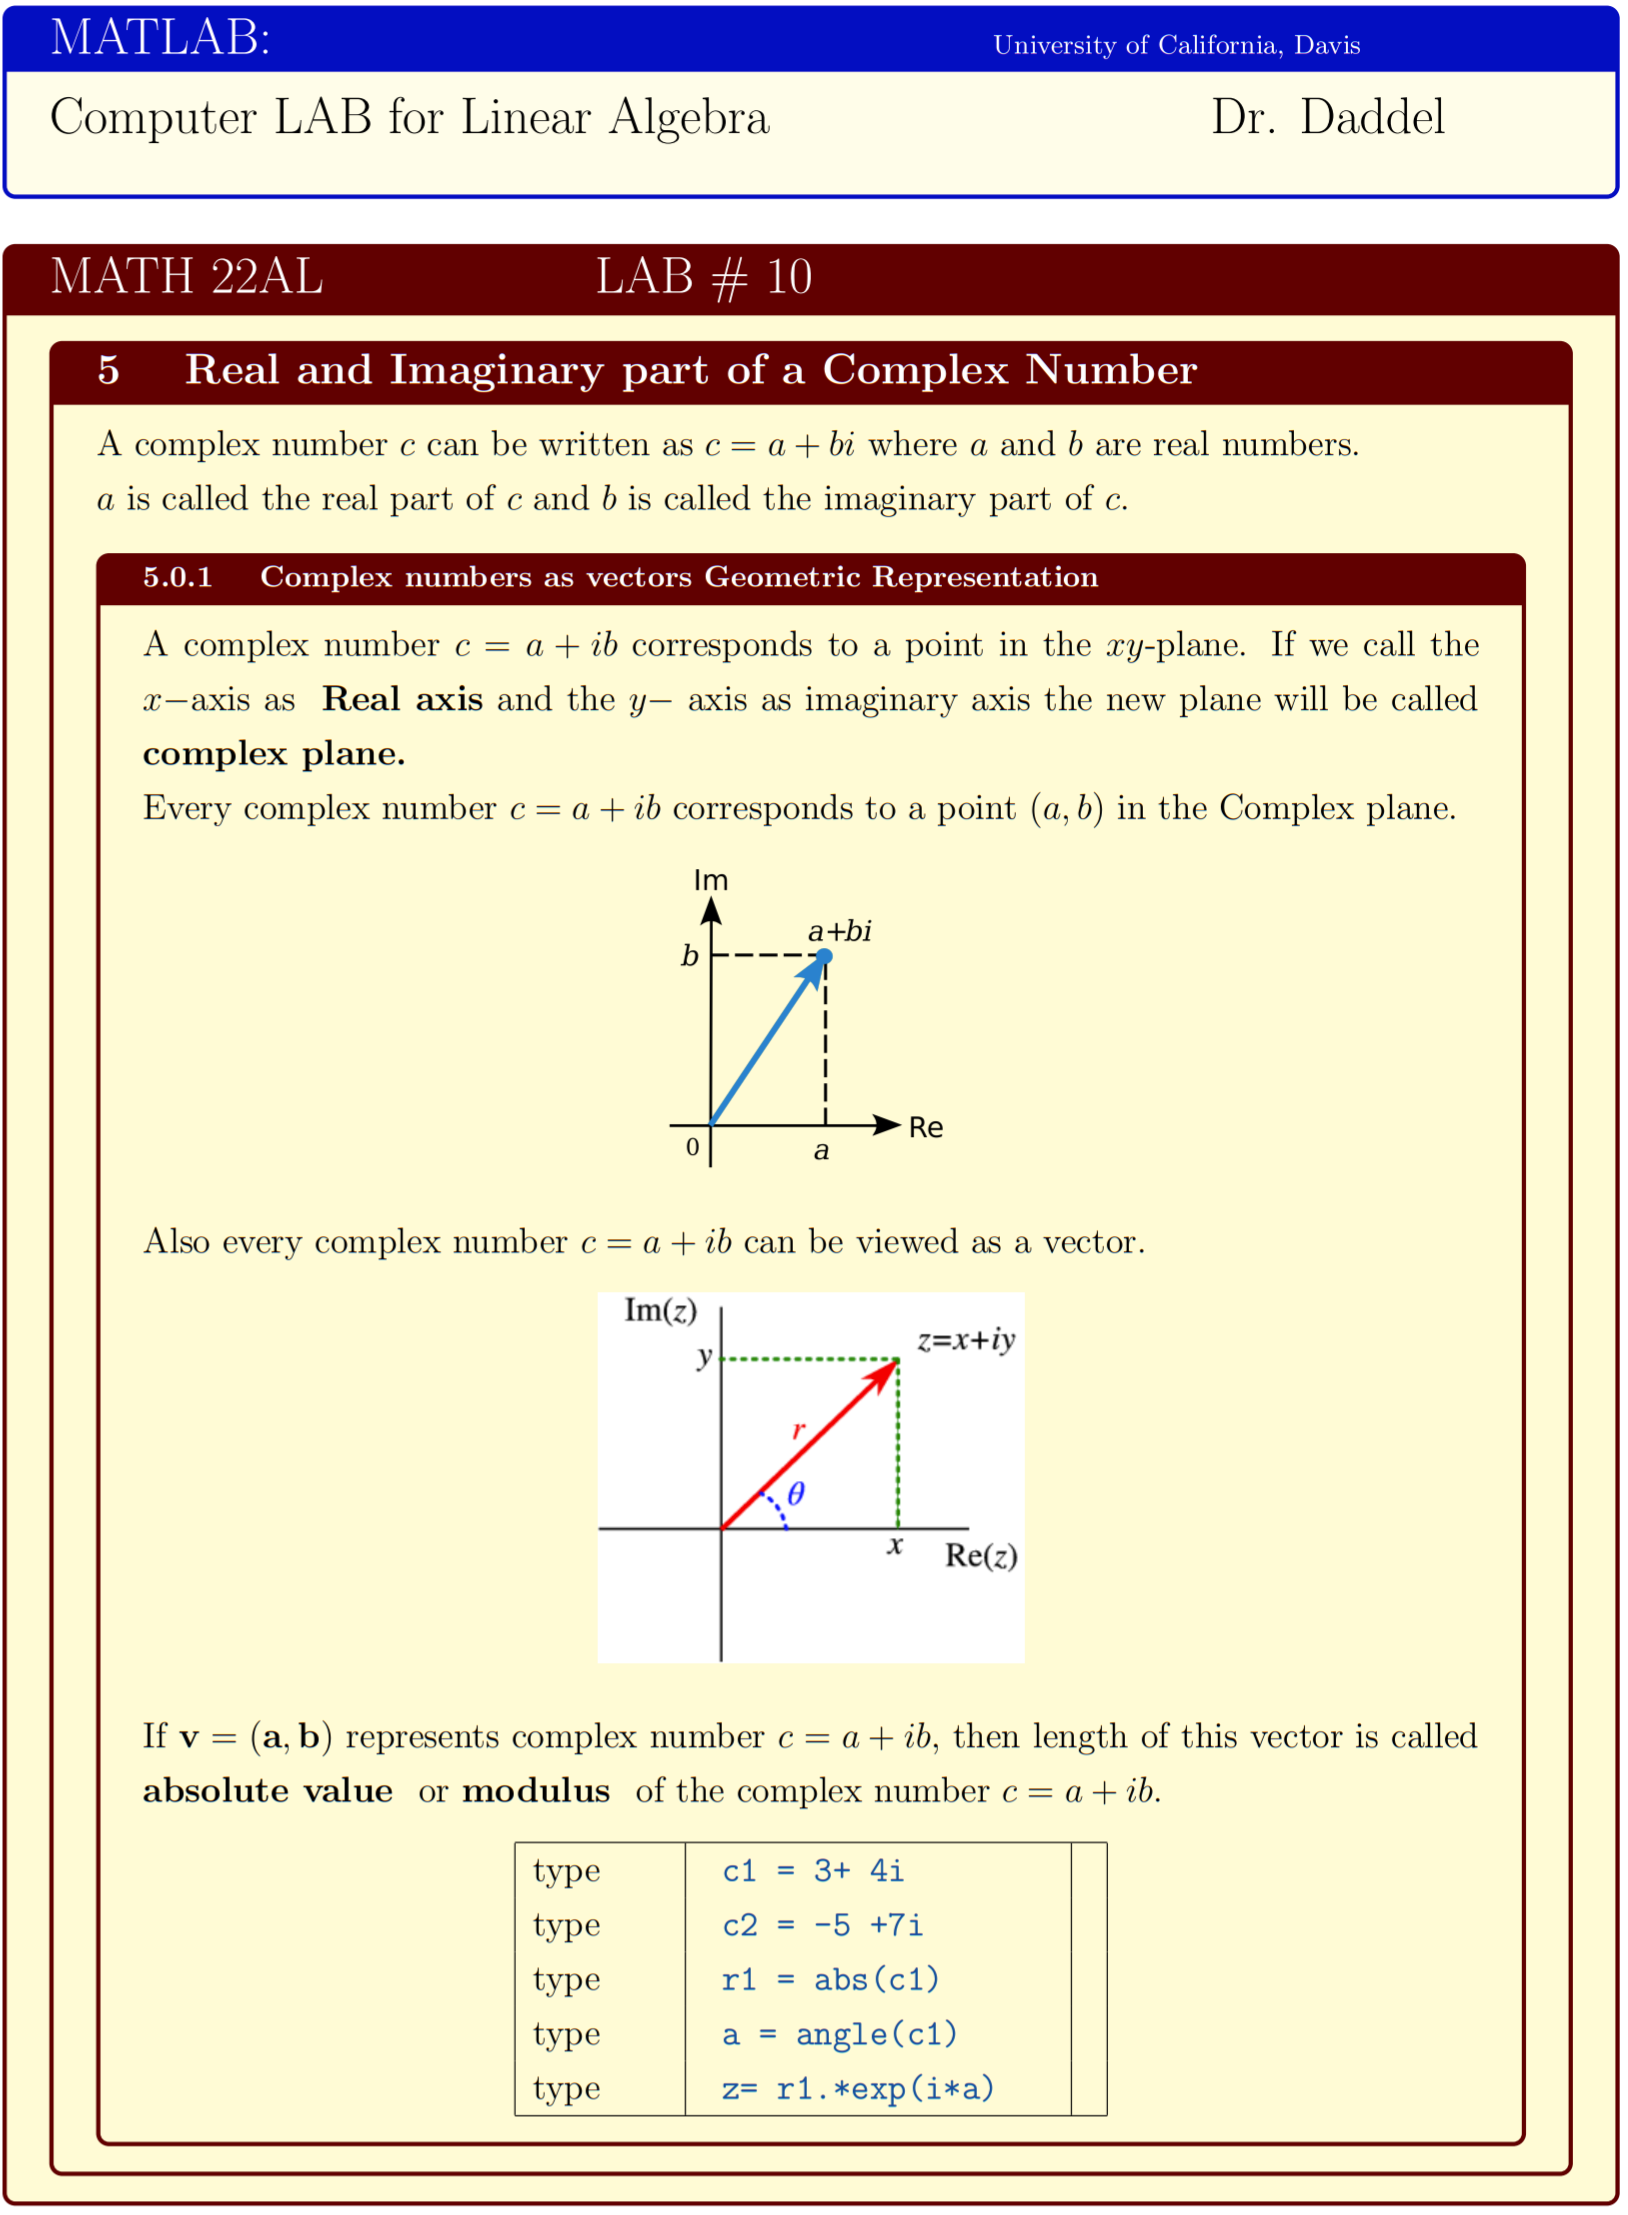 MATLAB: University of California, Davis
Computer LAB for Linear Algebra Dr. Daddel
MATH 22AL LAB # 10
5 Real and Imaginary part of a Complex Number
A complex number c can be written as c = a + bi where a and b are real numbers.
a is called the real part of c and b is called the imaginary part of c.
5.0.1 Complex numbers as vectors Geometric Representation
A complex number c = a + ib corresponds to a point in the xy-plane. If we call the
x−axis as Real axis and the y− axis as imaginary axis the new plane will be called
complex plane.
Every complex number c = a + ib corresponds to a point (a, b) in the Complex plane.
Im
a+bi
b
Re
0
a
Also every complex number c = a + ib can be viewed as a vector.
Im(z)
z=x+iy
y
r
θ
x
Re(z)
If v = (a, b) represents complex number c = a + ib, then length of this vector is called
absolute value or modulus of the complex number c = a + ib.
type c1 = 3+ 4i
type c2 = -5 +7i
type r1 = abs(c1)
type a = angle(c1)
type z= r1.*exp(i*a)